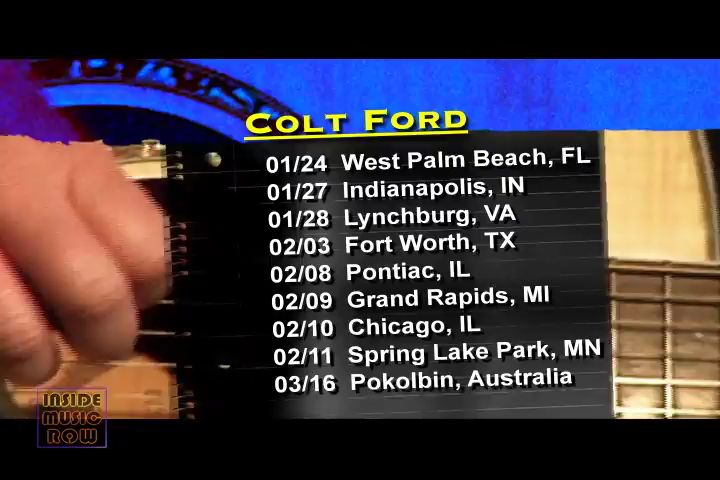 Colt Ford
01/24 West Palm Beach, FL
01/27 Indianapolis, IN
01/28 Lynchburg, VA
02/03 Fort Worth, TX
02/08 Pontiac, IL
02/09 Grand Rapids, MI
02/10 Chicago, IL
02/11 Spring Lake Park, MN
03/16 Pokolbin, Australia
INSIDE
MUSIC
ROW